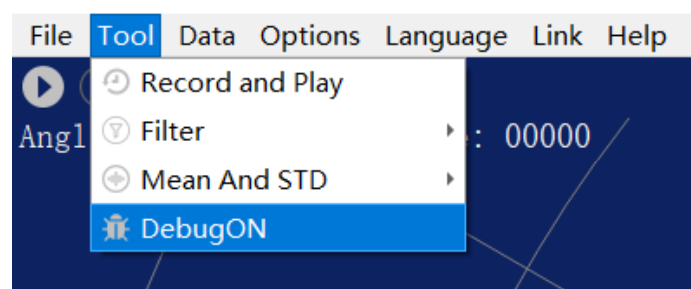 File Tool Data Options Language Link Help
Record and Play
Angl
Filter
: 00000
Mean And STD
DebugON